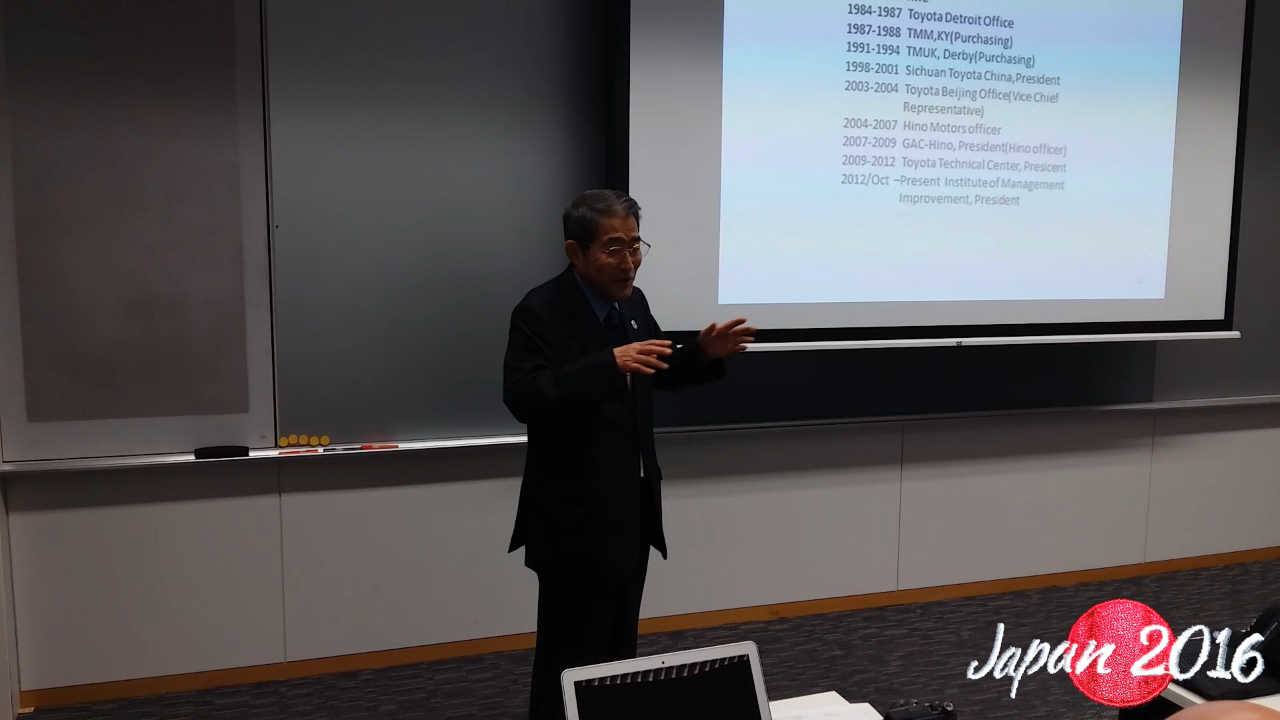 1984-1987 Toyota Detroit Office
1987-1988 TMM,KY(Purchasing)
1991-1994 TMUK, Derby(Purchasing)
1998-2001 Sichuan Toyota China,President
2003-2004 Toyota Beijing Office(Vice Chief
Representative)
2004-2007 Hino Motors officer
2007-2009 GAC-Hino, President(Hino officer)
2009-2012 Toyota Technical Center, Presicent
2012/Oct –Present Institute of Management
Improvement, President
Japan 2016